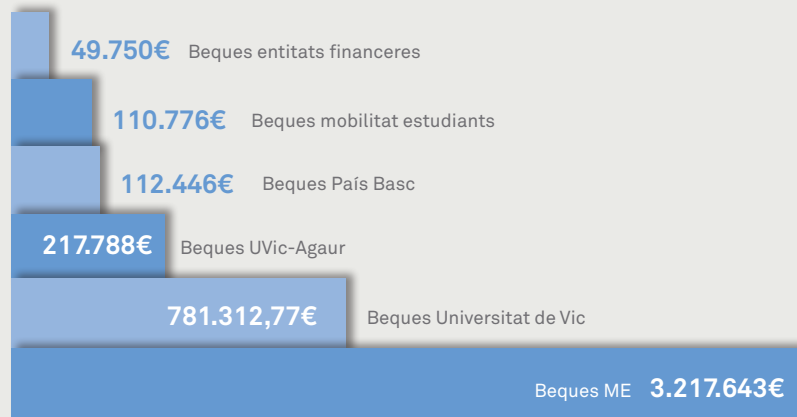 49.750€ Beques entitats financeres
110.776€ Beques mobilitat estudiants
112.446€ Beques País Basc
217.788€ Beques UVic-Agaur
781.312,77€ Beques Universitat de Vic
Beques ME 3.217.643€